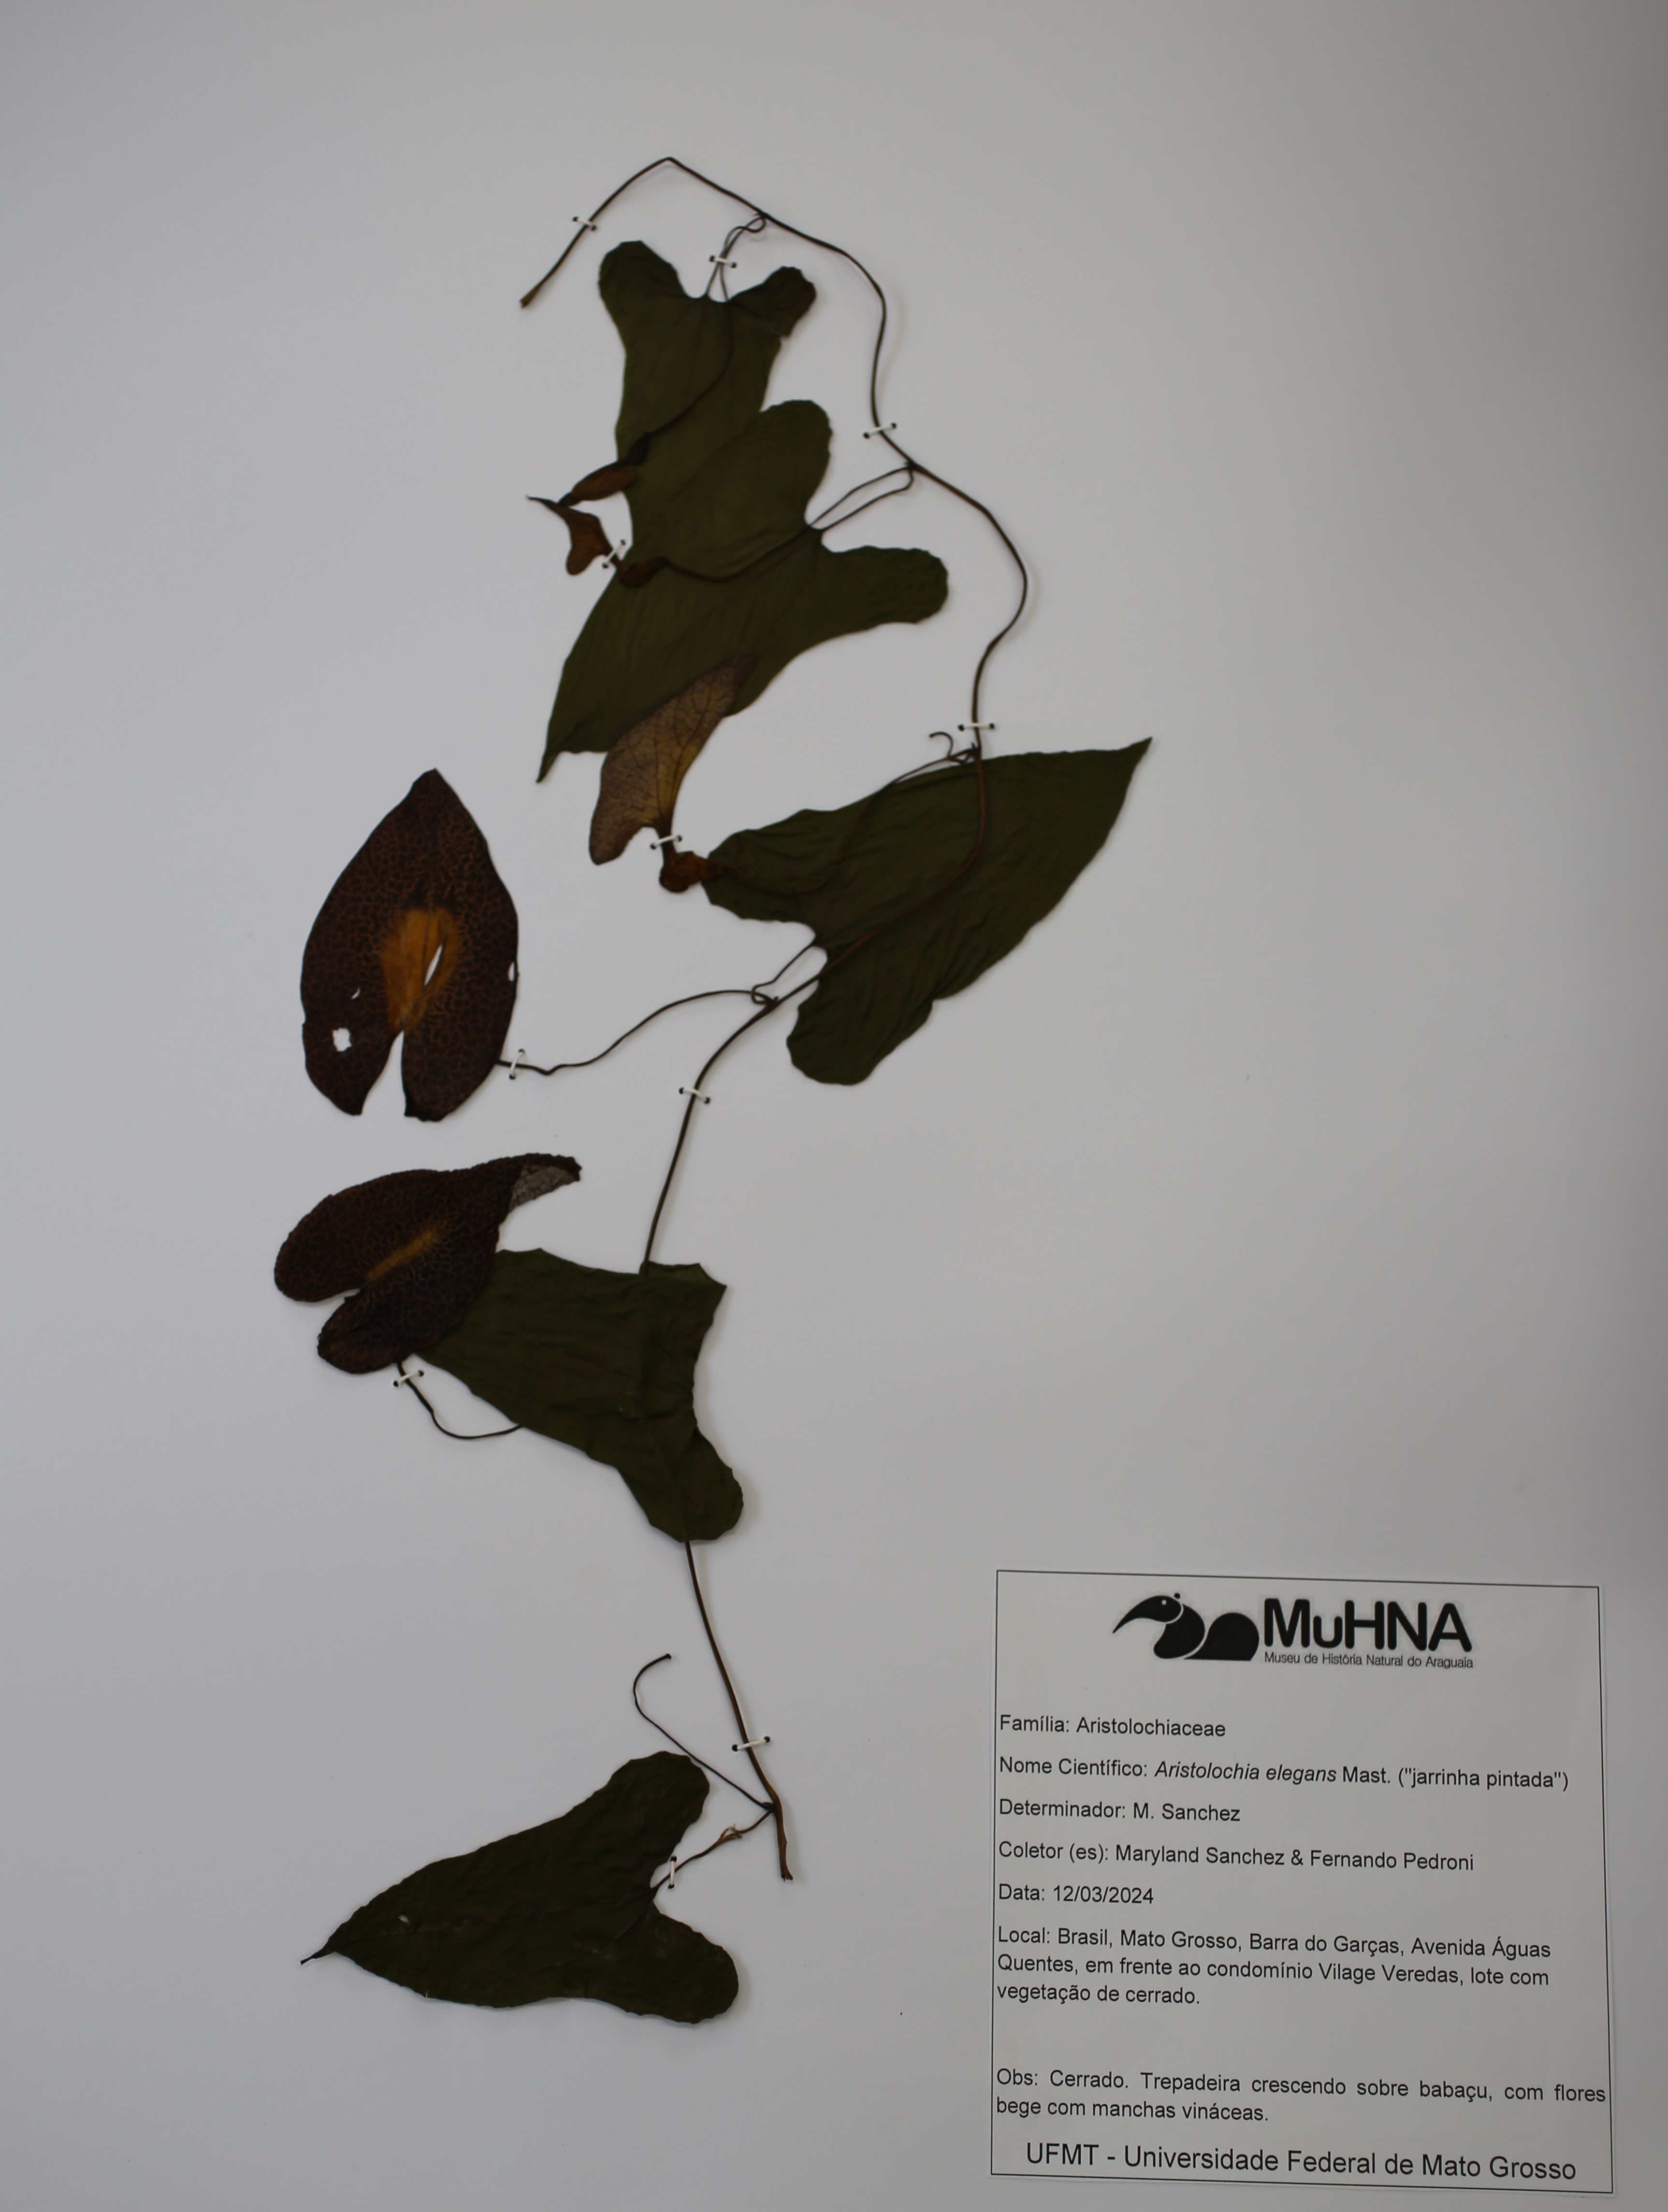 MuHNA
Museu de História Natural do Araguaia
Família: Aristolochiaceae
Nome Científico: Aristolochia elegans Mast. ("jarrinha pintada")
Determinador: M. Sanchez
Coletor (es): Maryland Sanchez & Fernando Pedroni
Data: 12/03/2024
Local: Brasil, Mato Grosso, Barra do Garças, Avenida Águas
Quentes, em frente ao condomínio Vilage Veredas, lote com
vegetação de cerrado.
Obs: Cerrado. Trepadeira crescendo sobre babaçu, com flores
bege com manchas vináceas.
UFMT - Universidade Federal de Mato Grosso